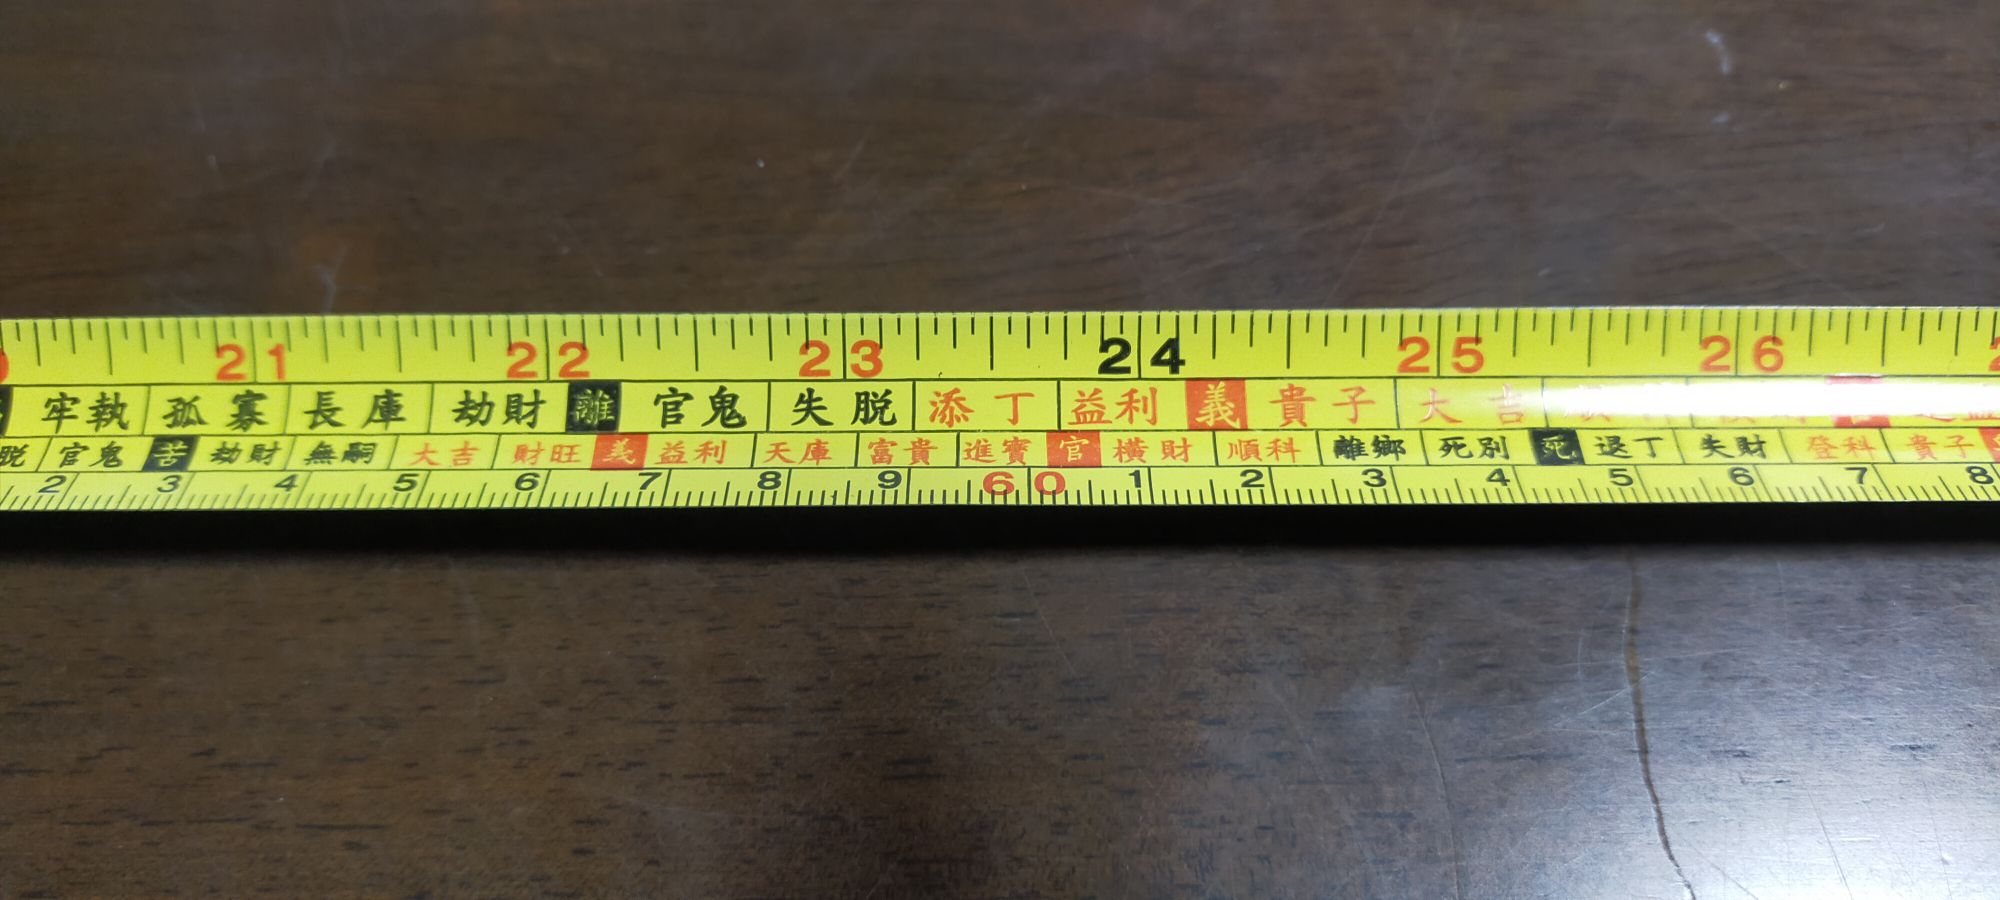 21 22 23 24 25 26
牢執 孤寡 長庫 劫財 離 官鬼 失脱 添丁 益利 義 貴子 大吉
脱 官鬼 苦 劫財 無嗣 大吉 財旺 義 益利 天庫 富貴 進寶 官 橫財 順科 離鄉 死別 死 退丁 失財 登科 貴子
2 3 4 5 6 7 8 9 60 1 2 3 4 5 6 7 8